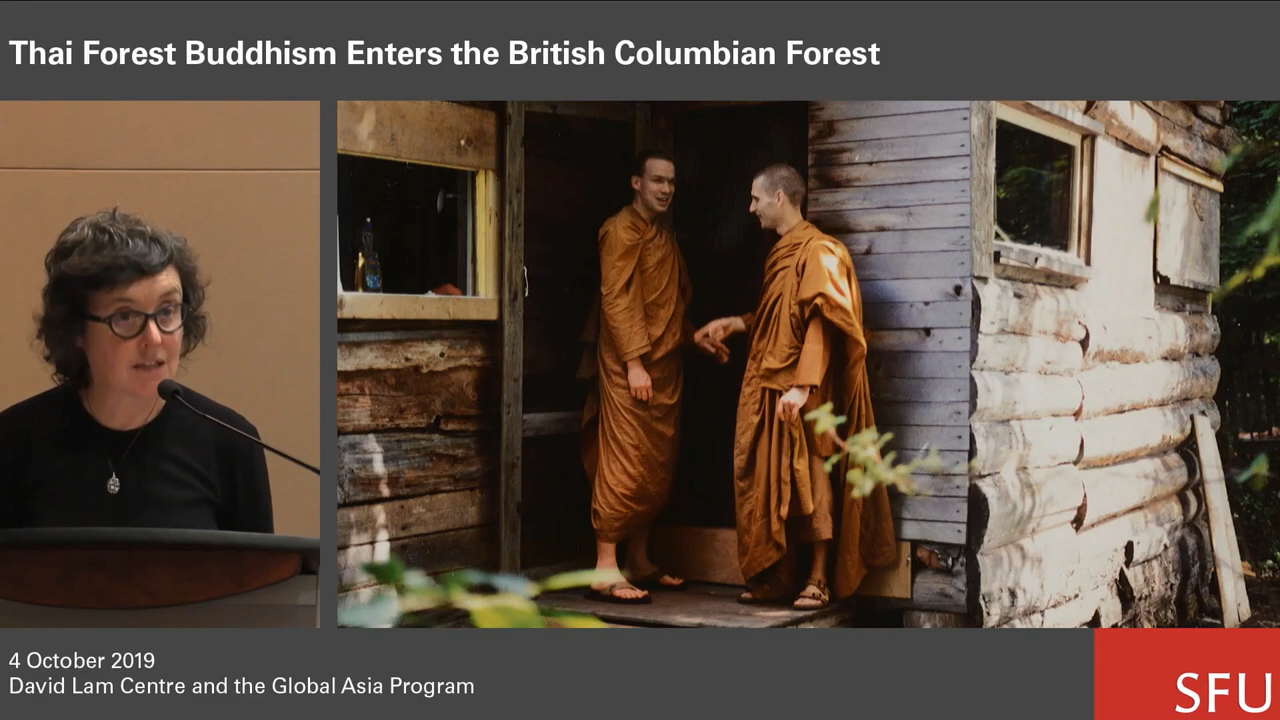 Thai Forest Buddhism Enters the British Columbian Forest
4 October 2019
David Lam Centre and the Global Asia Program
SFU